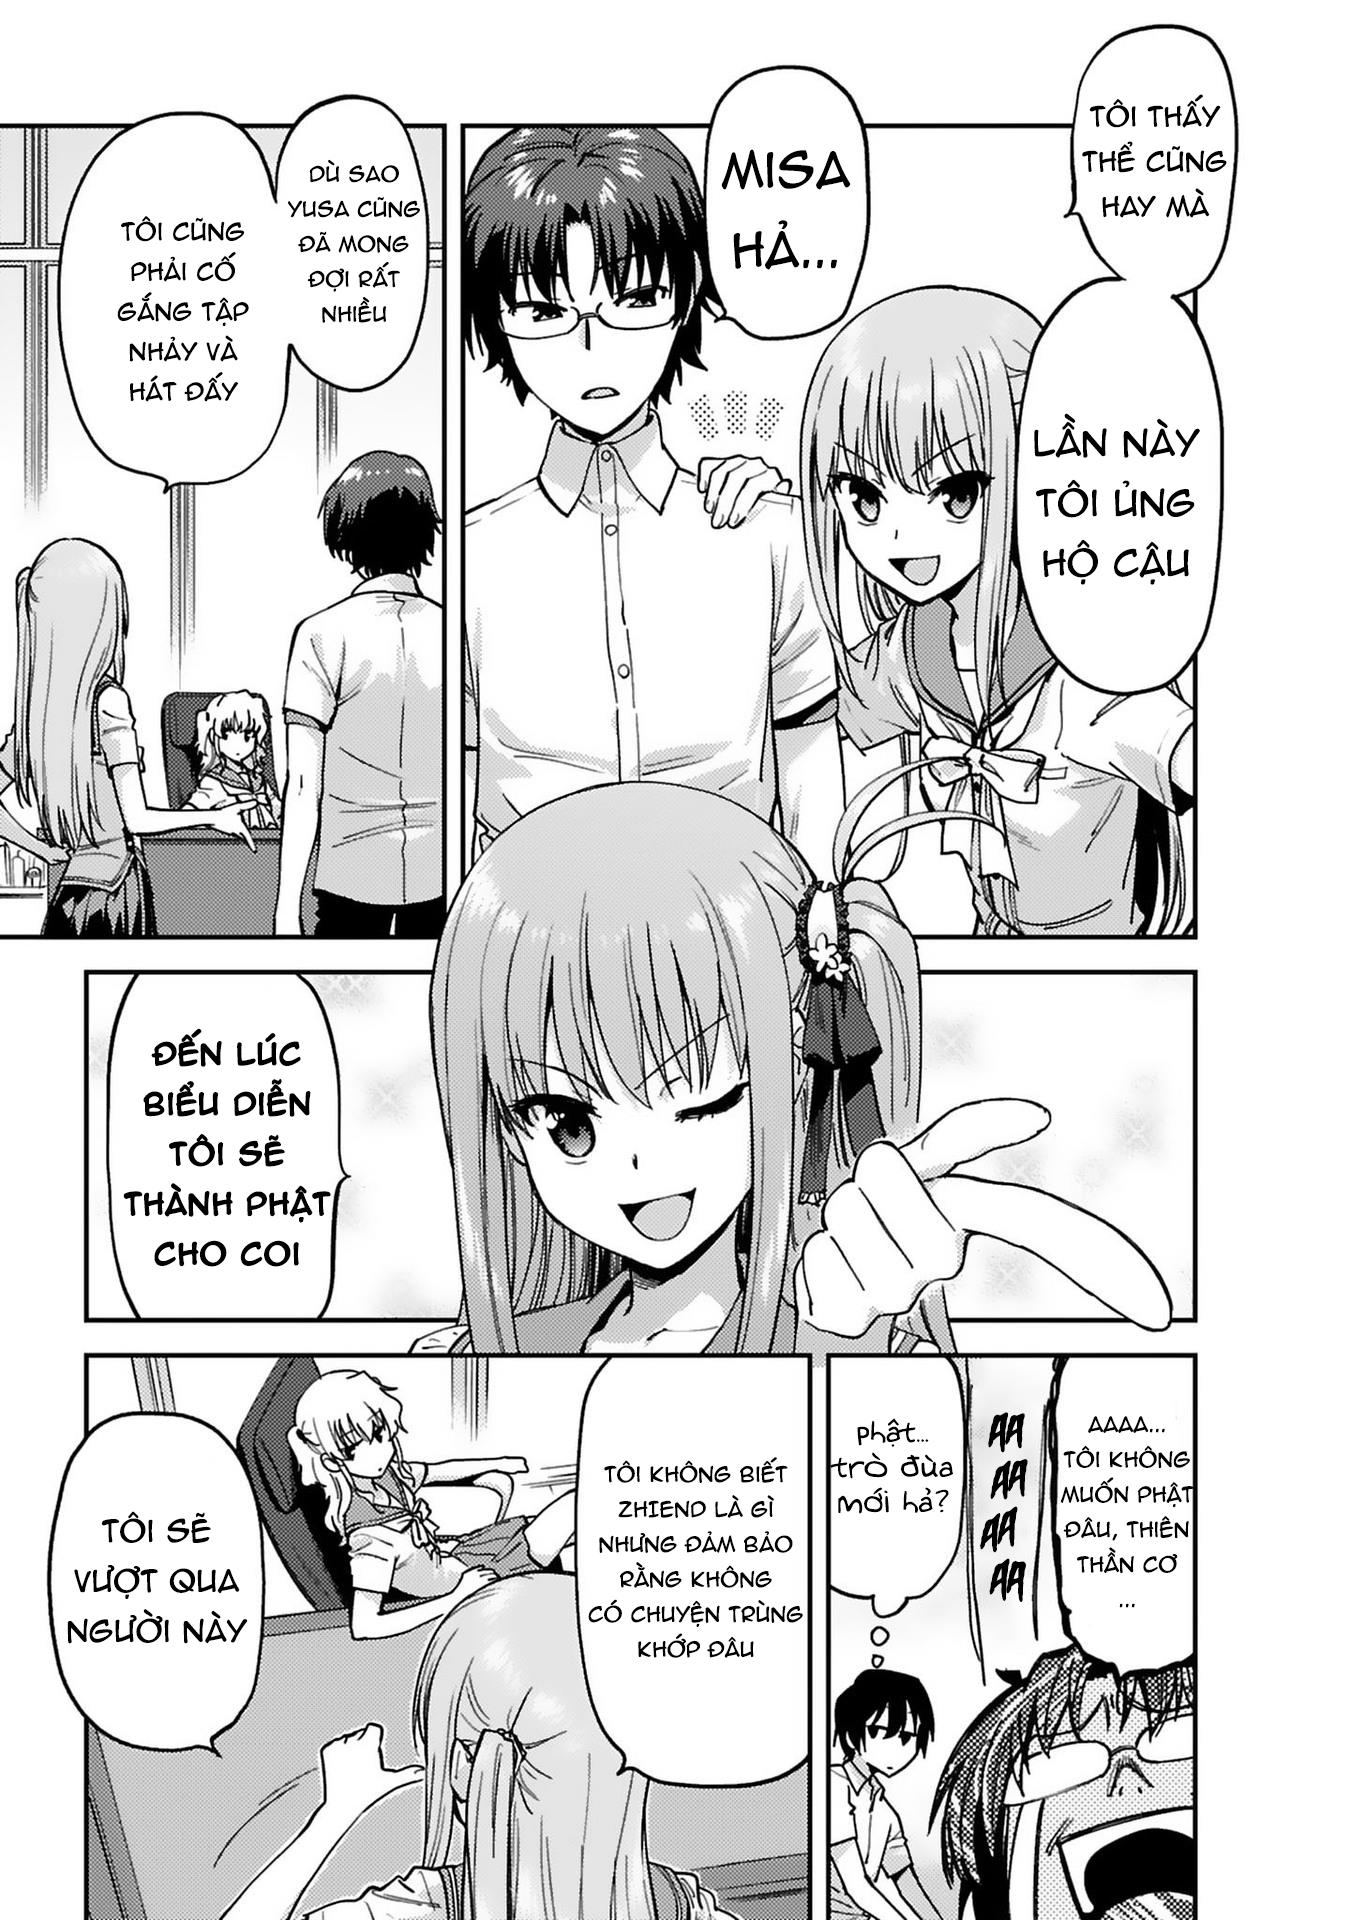 TÔI THẤY
THẾ CŨNG
HAY MÀ
LẦN NÀY
TÔI ỦNG
HỘ CẬU
MISA
HẢ...
DÙ SAO
YUSA CŨNG
ĐÃ MONG
ĐỢI RẤT
NHIỀU
TÔI CŨNG
PHẢI CỐ
GẮNG TẬP
NHẢY VÀ
HÁT ĐẤY
ĐẾN LÚC
BIỂU DIỄN
TÔI SẼ
THÀNH PHẬT
CHO COI
AAAA...
TÔI KHÔNG
MUỐN PHẬT
ĐÂU, THIÊN
THẦN CƠ
...
AA
AA
AA
AA
PHẬT...
TRÒ ĐÙA
MỚI HẢ?
TÔI KHÔNG BIẾT
ZHIEND LÀ GÌ
NHƯNG ĐẢM BẢO
RẰNG KHÔNG
CÓ CHUYỆN TRÙNG
KHỚP ĐÂU
TÔI SẼ
VƯỢT QUA
NGƯỜI NÀY